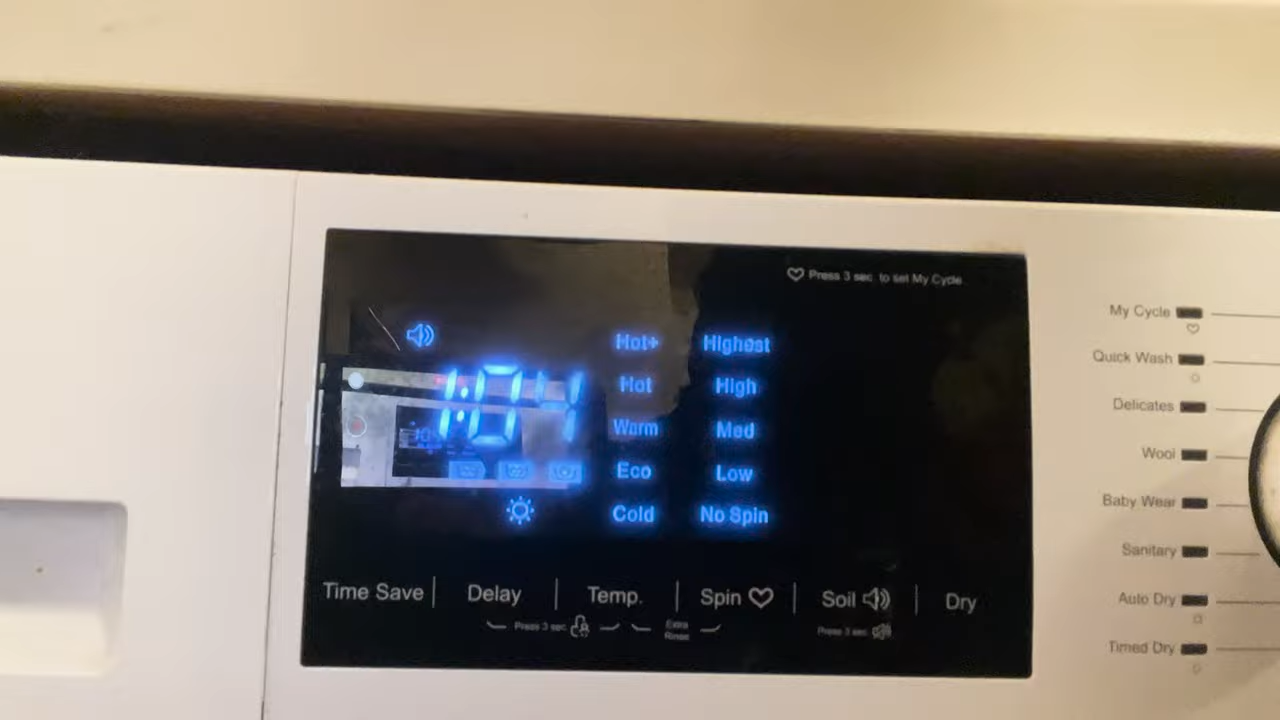 Press 3 sec. to set My Cycle
Hot+ Highest
Hot High
Warm Med
Eco Low
Cold No Spin
1:04
Time Save | Delay | Temp. | Spin | Soil | Dry
Press 3 sec.
Extra
Rinse
Press 3 sec.
My Cycle
Quick Wash
Delicates
Wool
Baby Wear
Sanitary
Auto Dry
Timed Dry